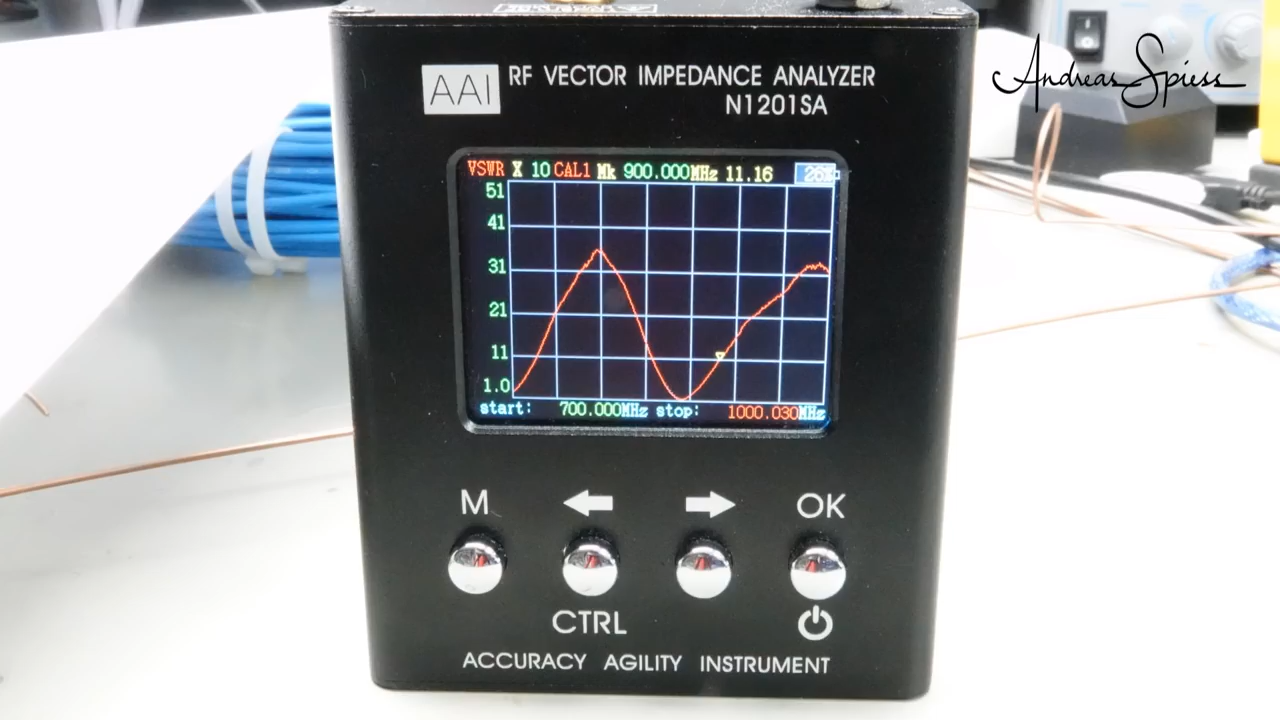 Andreas Spiess
AAI RF VECTOR IMPEDANCE ANALYZER
N1201SA
VSWR X 10 CAL1 Mk 900.000MHz 11.16 26%
51
41
31
21
11
1.0
start: 700.000MHz stop: 1000.030MHz
M OK
CTRL
ACCURACY AGILITY INSTRUMENT